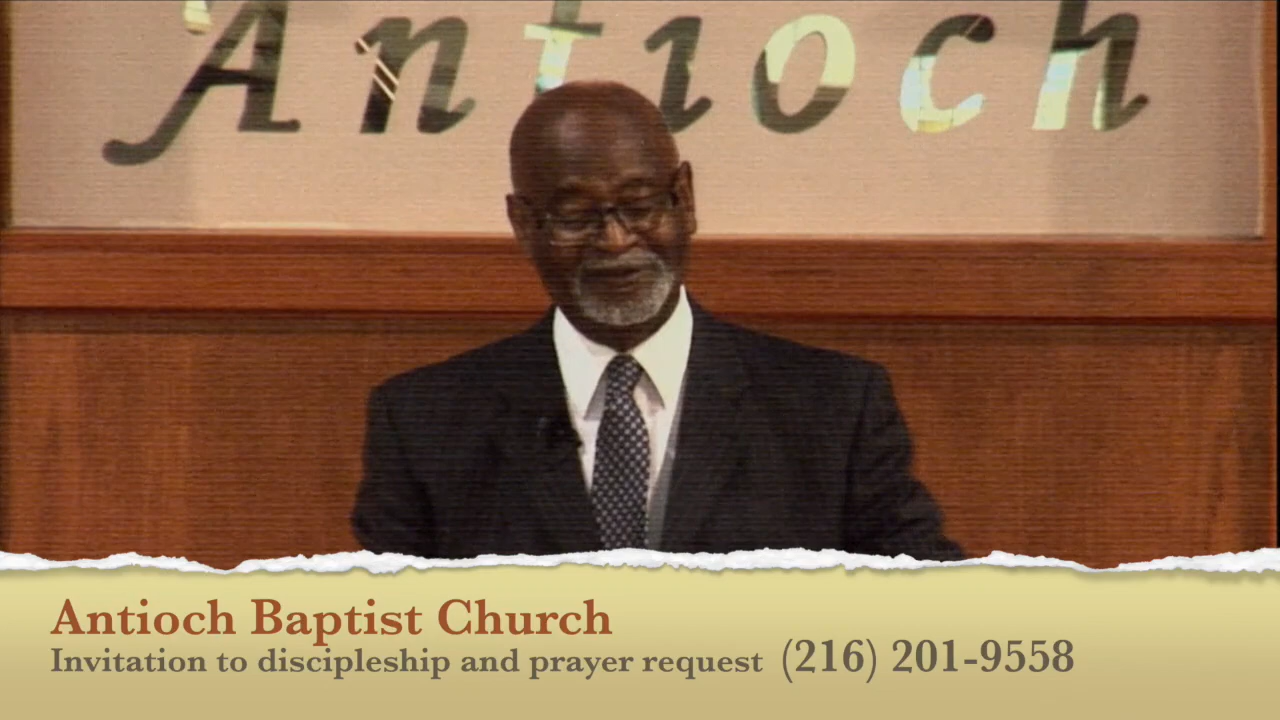 Antioch
Antioch Baptist Church
Invitation to discipleship and prayer request (216) 201-9558